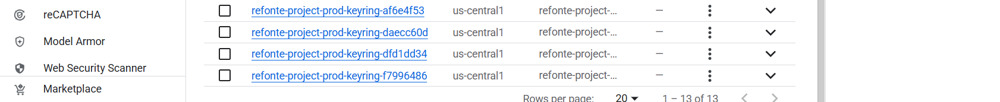 reCAPTCHA
Model Armor
Web Security Scanner
Marketplace
refonte-project-prod-keyring-af6e4f53 us-central1 refonte-project-... —
refonte-project-prod-keyring-daecc60d us-central1 refonte-project-... —
refonte-project-prod-keyring-dfd1dd34 us-central1 refonte-project-... —
refonte-project-prod-keyring-f7996486 us-central1 refonte-project-... —
Rows per page: 20 1 – 13 of 13